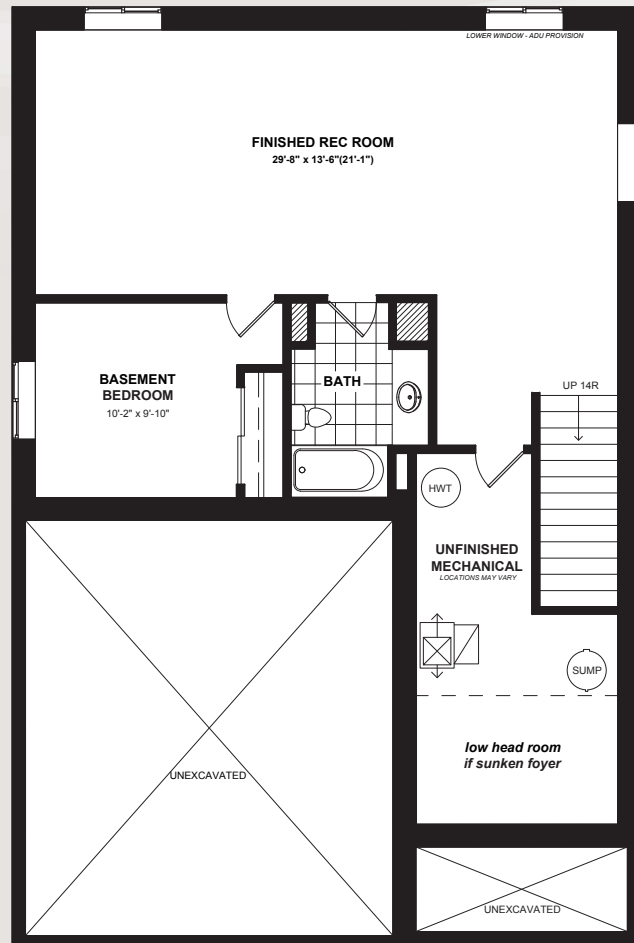 LOWER WINDOW - ADU PROVISION
FINISHED REC ROOM
29'-8" x 13'-6"(21'-1")
BASEMENT
BEDROOM
10'-2" x 9'-10"
BATH
UP 14R
HWT
UNFINISHED
MECHANICAL
LOCATIONS MAY VARY
SUMP
low head room
if sunken foyer
UNEXCAVATED
UNEXCAVATED